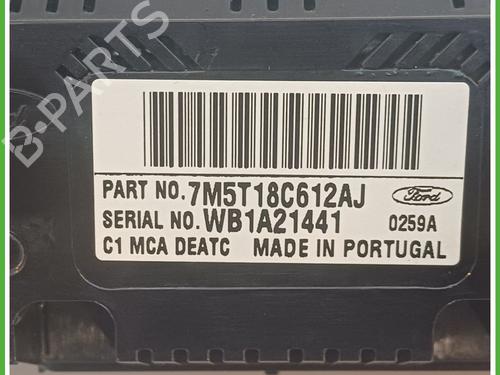 B-PARTS
PART NO. 7M5T18C612AJ
Ford
SERIAL NO. WB1A21441
0259A
C1 MCA DEATC MADE IN PORTUGAL